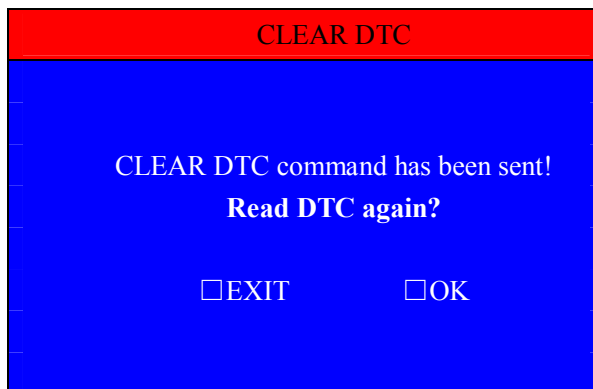 CLEAR DTC
CLEAR DTC command has been sent!
Read DTC again?
□EXIT □OK